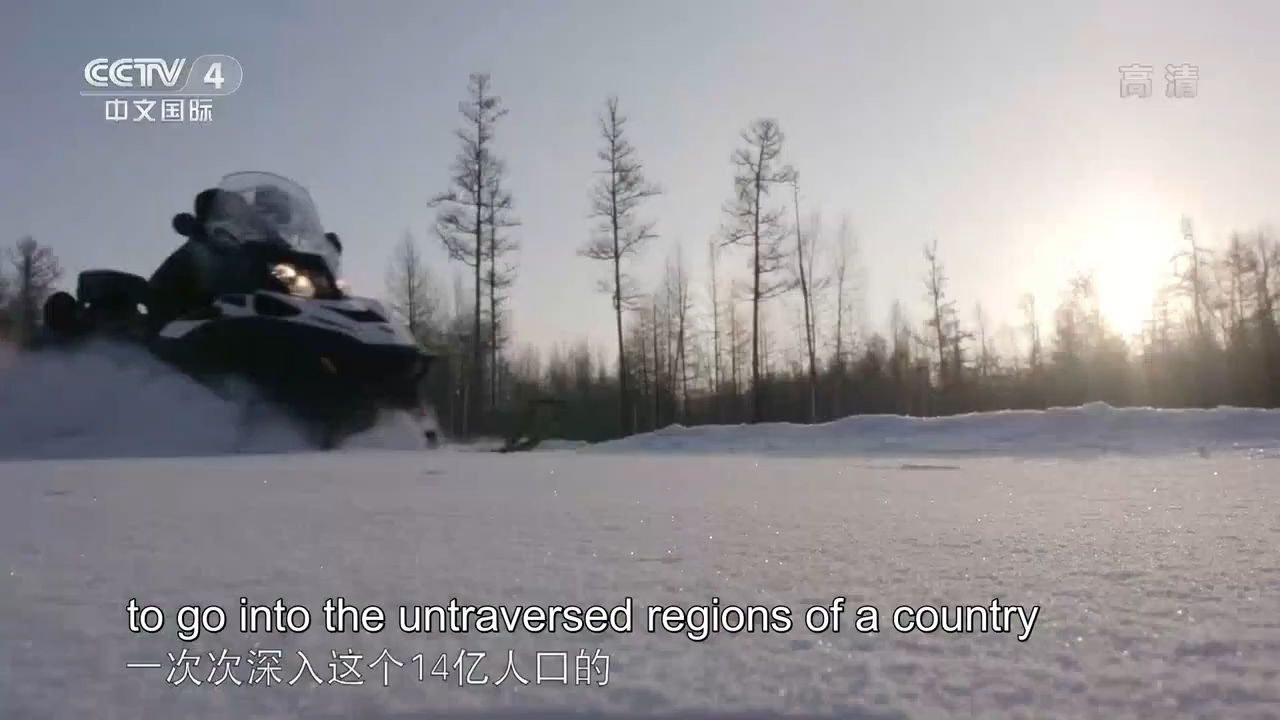 CCTV 4
高清
中文国际
to go into the untraversed regions of a country
一次次深入这个14亿人口的